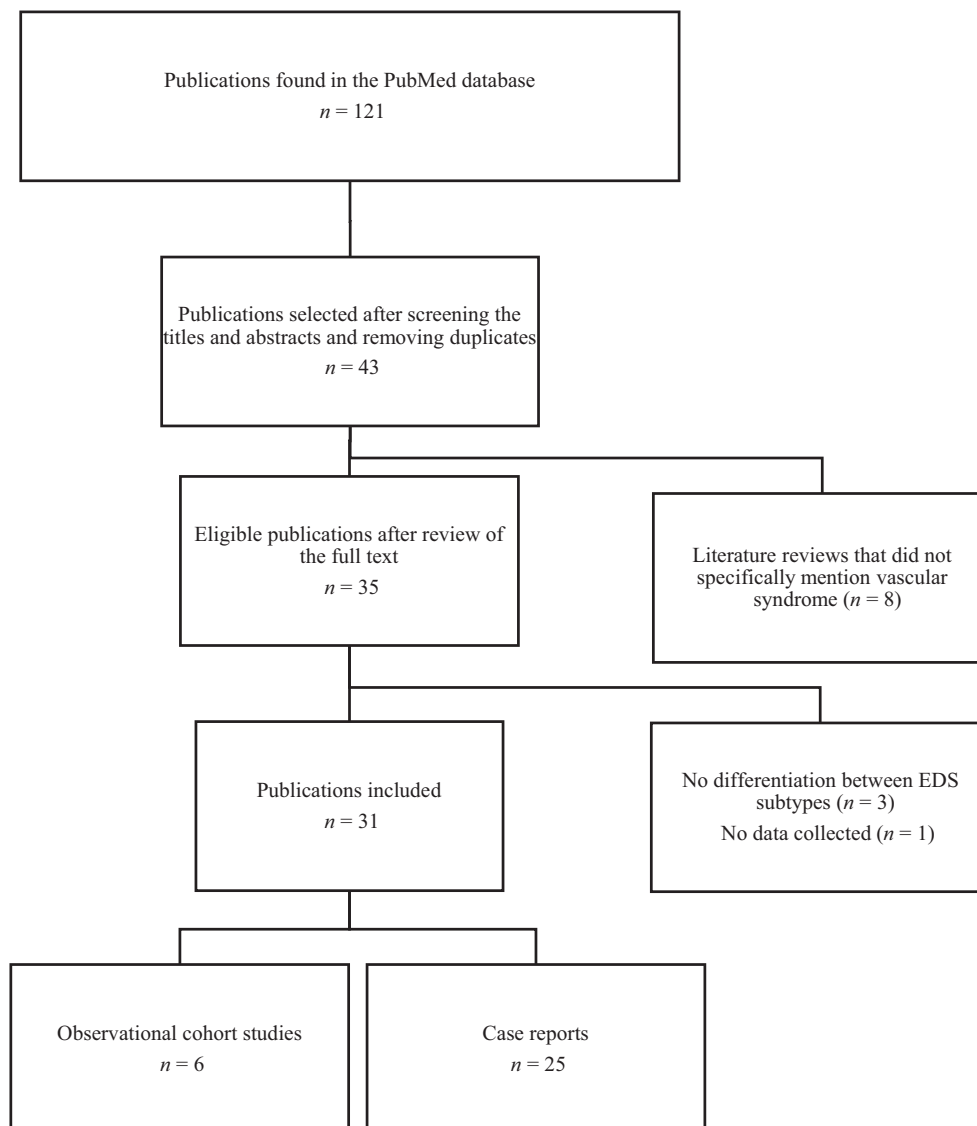 Publications found in the PubMed database
n = 121
Publications selected after screening the
titles and abstracts and removing duplicates
n = 43
Eligible publications after review of
the full text
n = 35
Literature reviews that did not
specifically mention vascular
syndrome (n = 8)
Publications included
n = 31
No differentiation between EDS
subtypes (n = 3)
No data collected (n = 1)
Observational cohort studies
n = 6
Case reports
n = 25